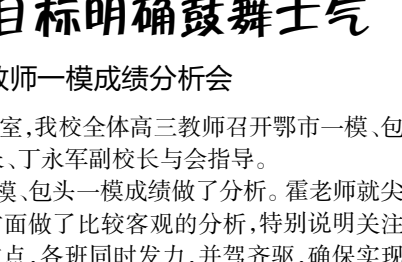 目标明确鼓舞士气
教师一模成绩分析会
室,我校全体高三教师召开鄂市一模、包
、丁永军副校长与会指导。
模、包头一模成绩做了分析。霍老师就尖
面做了比较客观的分析,特别说明关注
点,各班同时发力,并驾齐驱,确保实现